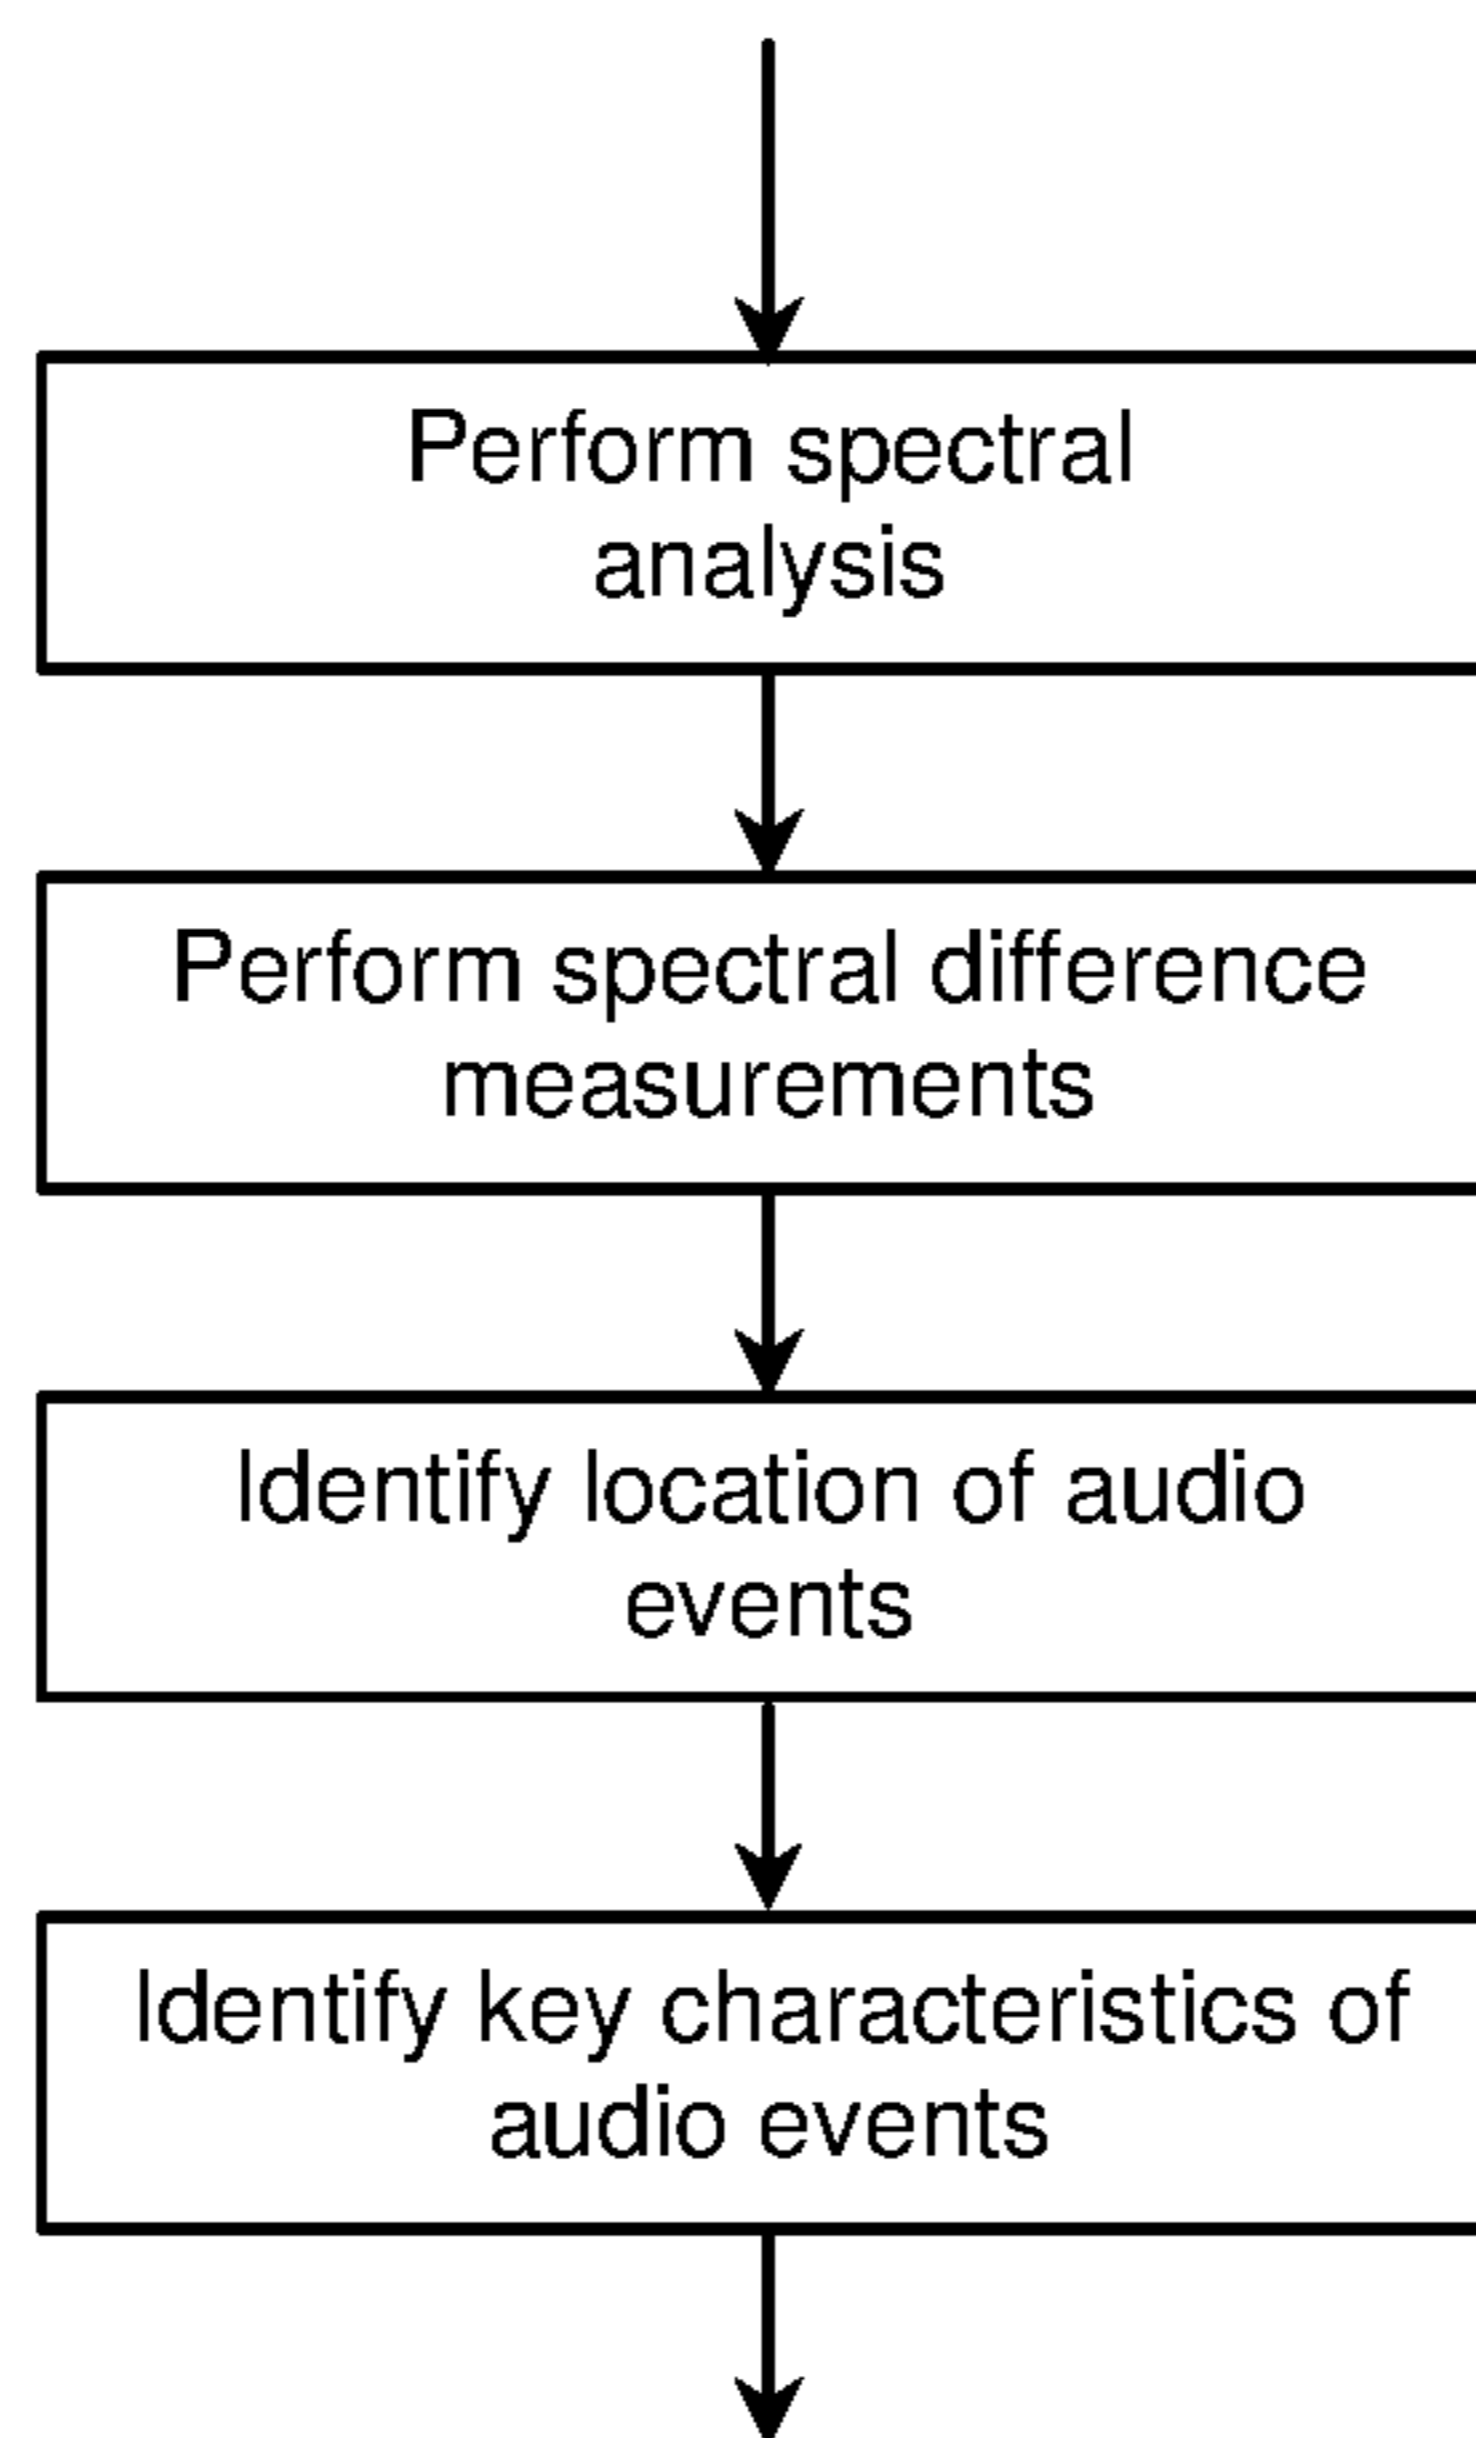 Perform spectral
analysis
Perform spectral difference
measurements
Identify location of audio
events
Identify key characteristics of
audio events